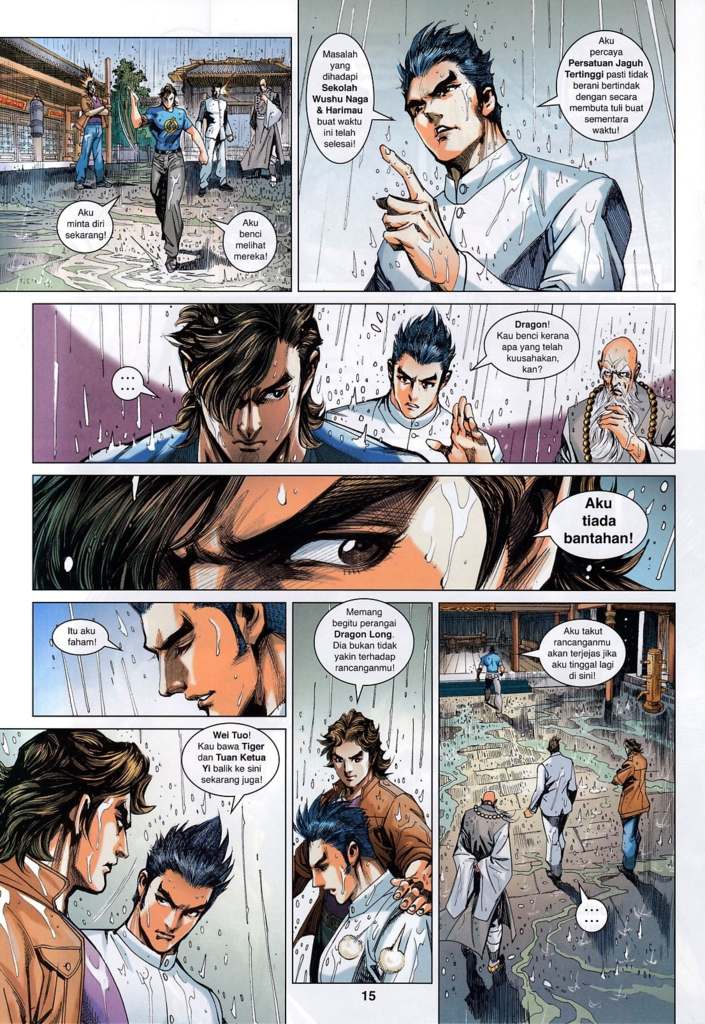 Aku
minta diri
sekarang!
Aku
benci
melihat
mereka!
Masalah
yang
dihadapi
Sekolah
Wushu Naga
& Harimau
buat waktu
ini telah
selesai!
Aku
percaya
Persatuan Jaguh
Tertinggi pasti tidak
berani bertindak
dengan secara
membuta tuli buat
sementara
waktu!
...
Dragon!
Kau benci kerana
apa yang telah
kuusahakan,
kan?
Aku
tiada
bantahan!
Itu aku
faham!
Wei Tuo!
Kau bawa Tiger
dan Tuan Ketua
Yi balik ke sini
sekarang juga!
Memang
begitu perangai
Dragon Long.
Dia bukan tidak
yakin terhadap
rancanganmu!
Aku takut
rancanganmu
akan terjejas jika
aku tinggal lagi
di sini!
...
15